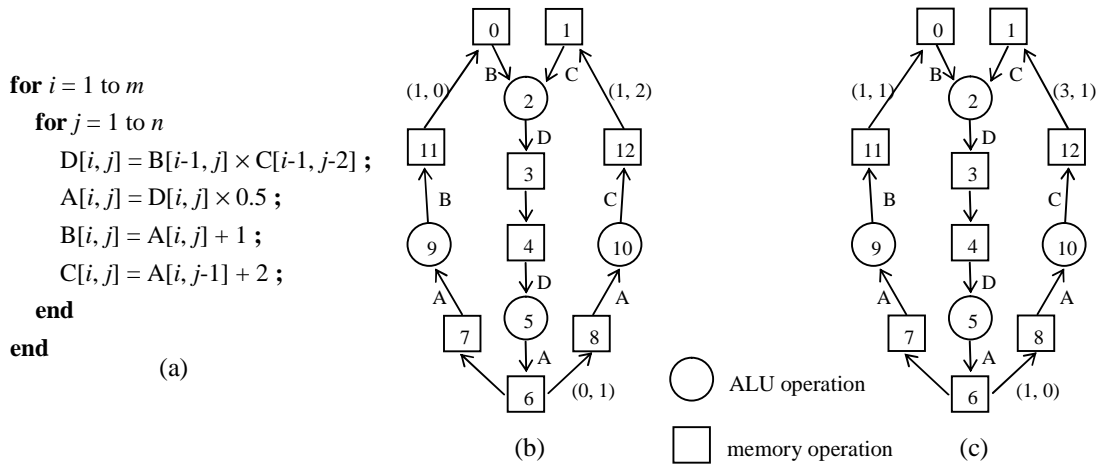 for i = 1 to m
for j = 1 to n
D[i, j] = B[i-1, j] × C[i-1, j-2] ;
A[i, j] = D[i, j] × 0.5 ;
B[i, j] = A[i, j] + 1 ;
C[i, j] = A[i, j-1] + 2 ;
end
end
(a)
0 1
B C
(1, 0) 2 (1, 2)
D
11 3 12
B C
9 4 10
D
A A
7 5 8
A
6 (0, 1)
(b)
ALU operation
memory operation
0 1
B C
(1, 1) 2 (3, 1)
D
11 3 12
B C
9 4 10
D
A A
7 5 8
A
6 (1, 0)
(c)